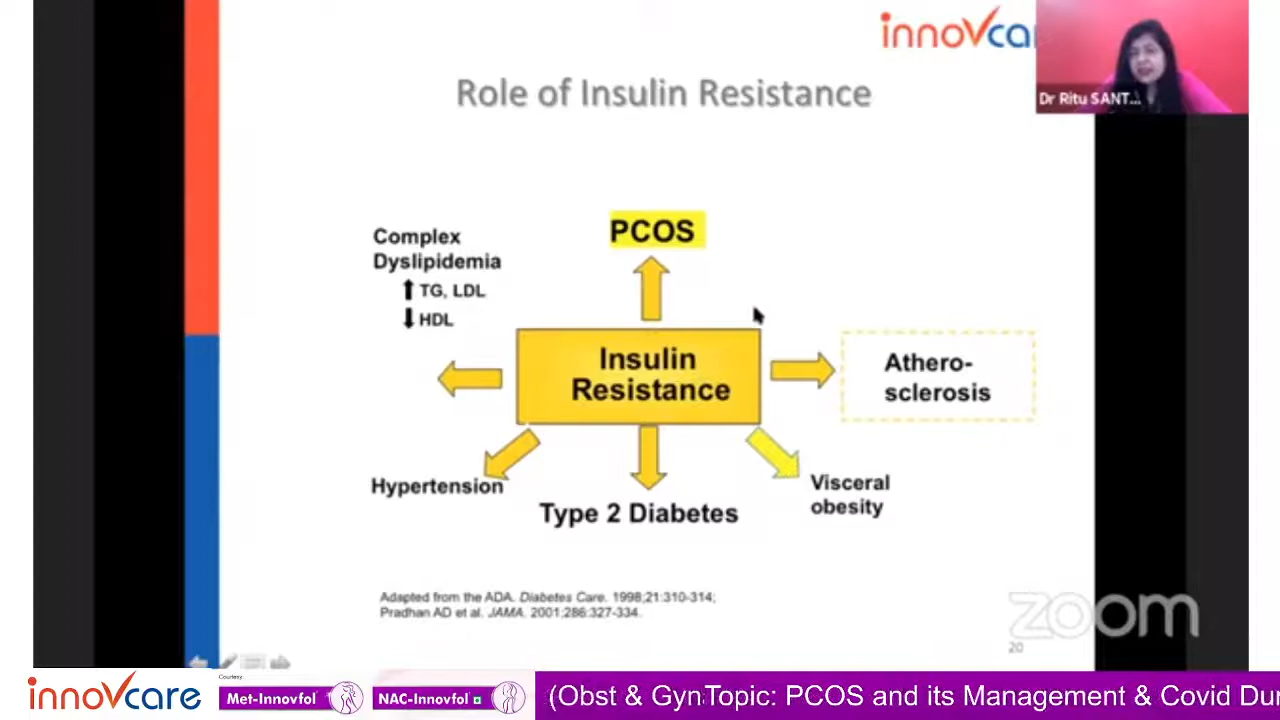 innovca
Dr Ritu SANT...
Role of Insulin Resistance
PCOS
Complex
Dyslipidemia
TG, LDL
HDL
Insulin
Resistance
Athero-
sclerosis
Hypertension
Type 2 Diabetes
Visceral
obesity
Adapted from the ADA. Diabetes Care. 1998;21:310-314;
Pradhan AD et al. JAMA. 2001;286:327-334.
zoom
20
innovcare
Courtesy:
Met-Innovfol
NAC-Innovfol
(Obst & Gyn
Topic: PCOS and its Management & Covid Dur